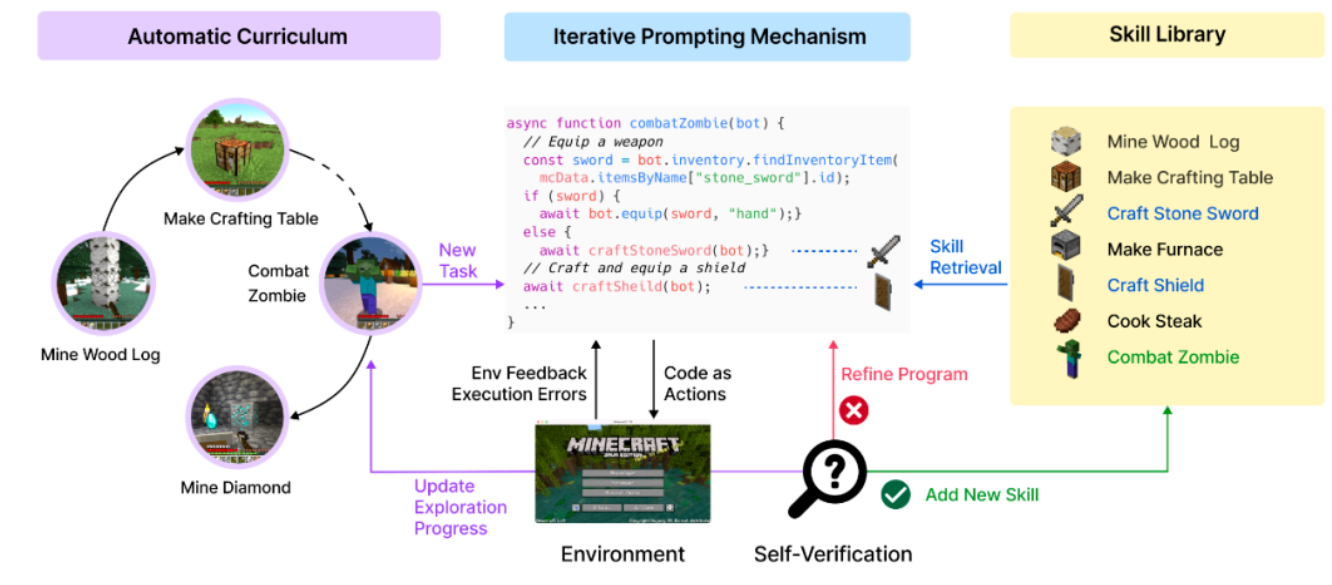 Automatic Curriculum
Iterative Prompting Mechanism
Skill Library
Make Crafting Table
Mine Wood Log
Combat
Zombie
Mine Diamond
New
Task
async function combatZombie(bot) {
// Equip a weapon
const sword = bot.inventory.findInventoryItem(
mcData.itemsByName["stone_sword"].id);
if (sword) {
await bot.equip(sword, "hand");}
else {
await craftStoneSword(bot);}
// Craft and equip a shield
await craftSheild(bot);
...
}
Skill
Retrieval
Mine Wood Log
Make Crafting Table
Craft Stone Sword
Make Furnace
Craft Shield
Cook Steak
Combat Zombie
Env Feedback
Execution Errors
Code as
Actions
Refine Program
Update
Exploration
Progress
MINECRAFT
JAVA EDITION
Environment
Self-Verification
?
Add New Skill